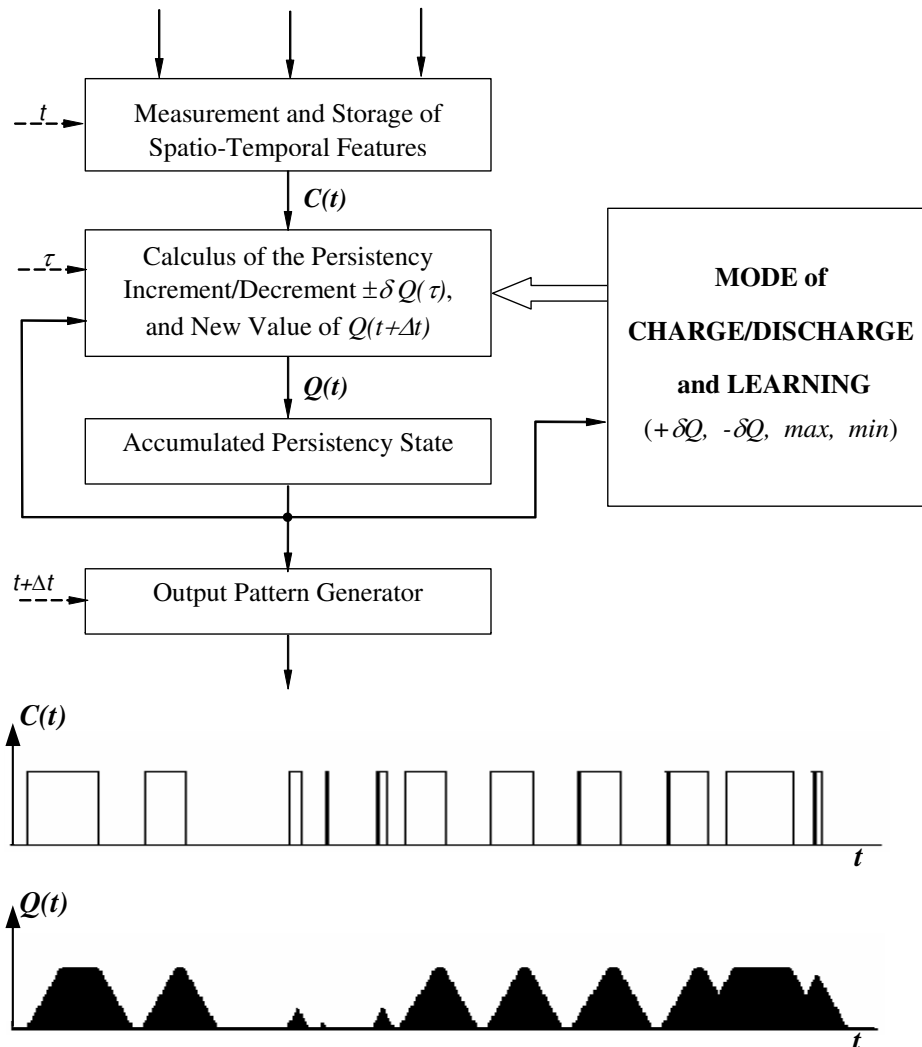 t
Measurement and Storage of
Spatio-Temporal Features
C(t)
τ
Calculus of the Persistency
Increment/Decrement ±δ Q(τ),
and New Value of Q(t+Δt)
MODE of
CHARGE/DISCHARGE
and LEARNING
(+δQ, -δQ, max, min)
Q(t)
Accumulated Persistency State
t+Δt
Output Pattern Generator
C(t)
t
Q(t)
t